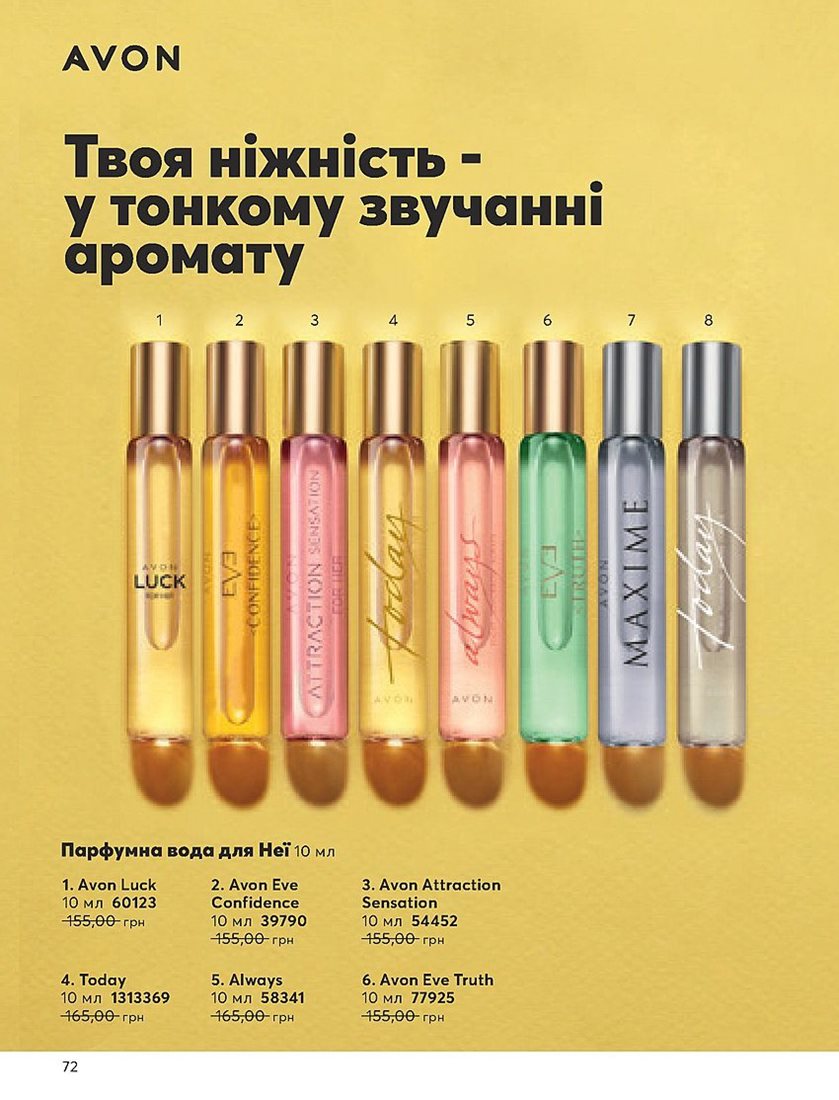 AVON
Твоя ніжність -
у тонкому звучанні
аромату
1 2 3 4 5 6 7 8
AVON
LUCK
AVON
EVE
<CONFIDENCE>
AVON
ATTRACTION SENSATION
FOR HER
today
AVON
always
AVON
EVE
<TRUTH>
AVON
MAXIME
today
Парфумна вода для Неї 10 мл
1. Avon Luck
10 мл 60123
155,00 грн
2. Avon Eve
Confidence
10 мл 39790
155,00 грн
3. Avon Attraction
Sensation
10 мл 54452
155,00 грн
4. Today
10 мл 1313369
165,00 грн
5. Always
10 мл 58341
165,00 грн
6. Avon Eve Truth
10 мл 77925
155,00 грн
72